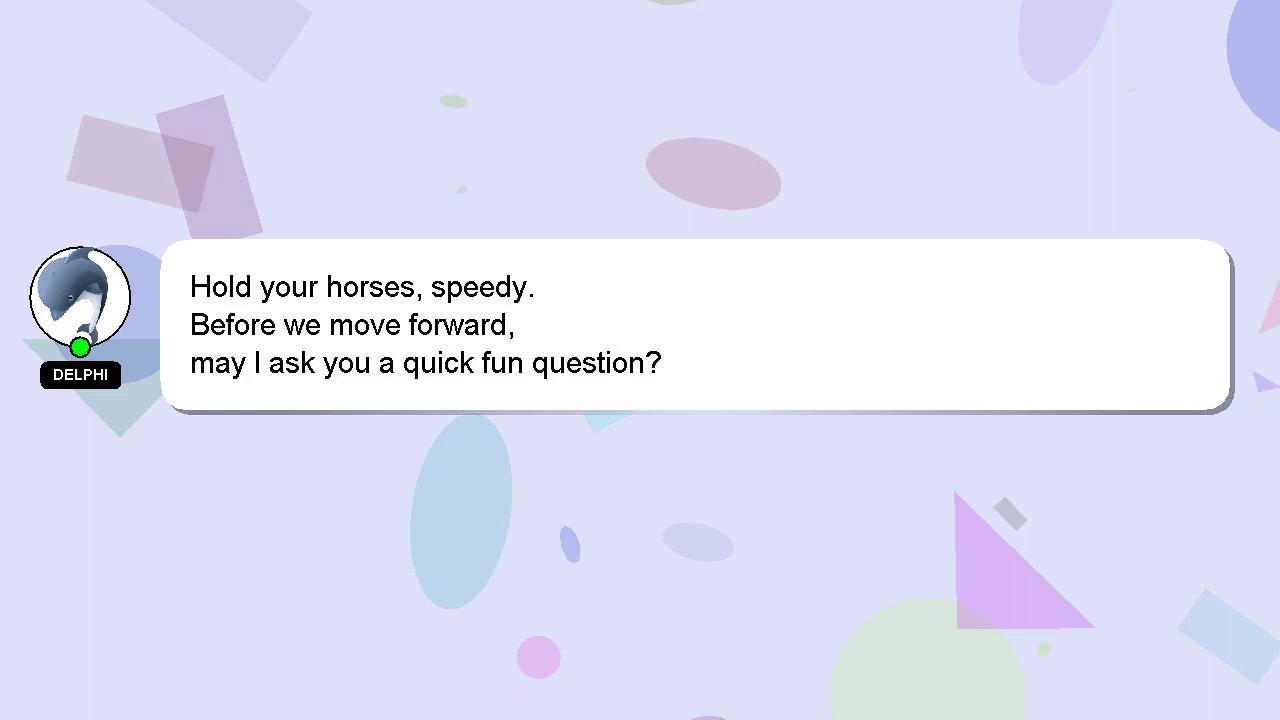 Hold your horses, speedy.
Before we move forward,
may I ask you a quick fun question?
DELPHI